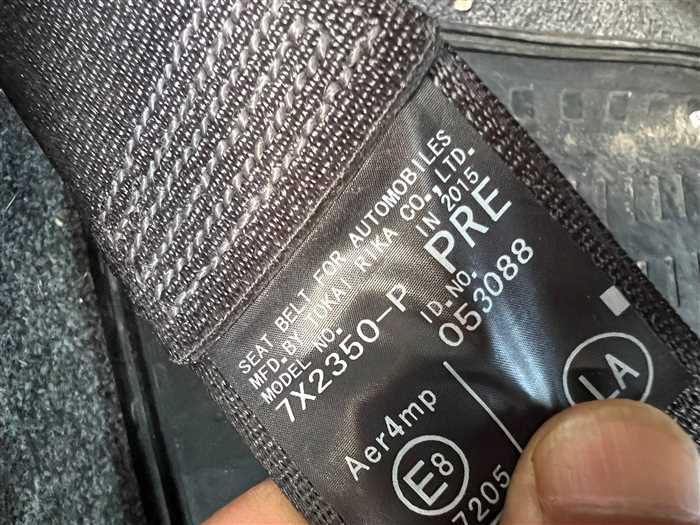 SEAT BELT FOR AUTOMOBILES
MFD. BY TOKAI RIKA CO., LTD.
IN 2015
MODEL NO.
7X2350-P PRE
ID.NO.
053088
Aer4mp
E8
LA
7205